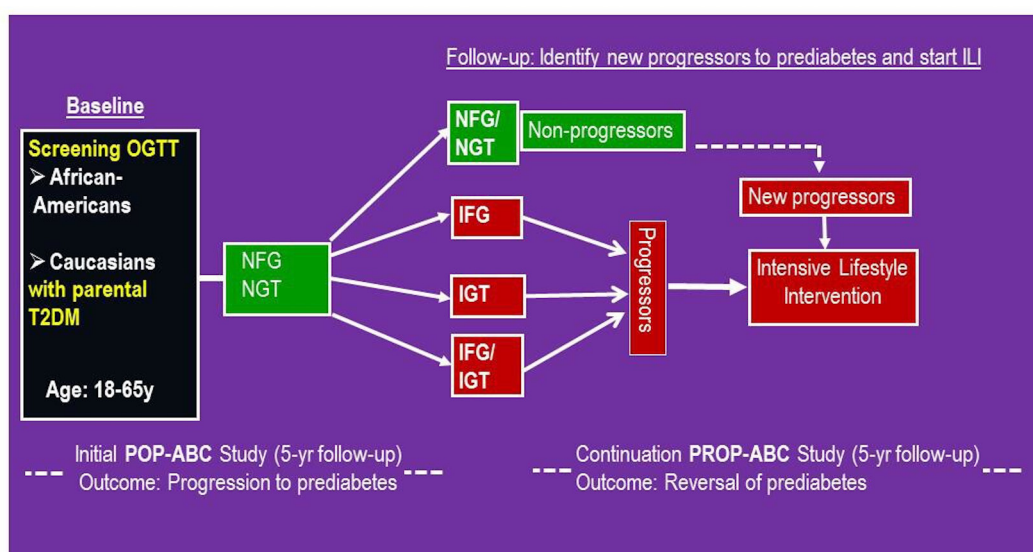 Follow-up: Identify new progressors to prediabetes and start ILI
Baseline
Screening OGTT
➢ African-
Americans
➢ Caucasians
with parental
T2DM
Age: 18-65y
NFG
NGT
NFG/
NGT
Non-progressors
IFG
IGT
IFG/
IGT
Progressors
New progressors
Intensive Lifestyle
Intervention
Initial POP-ABC Study (5-yr follow-up)
Outcome: Progression to prediabetes
Continuation PROP-ABC Study (5-yr follow-up)
Outcome: Reversal of prediabetes